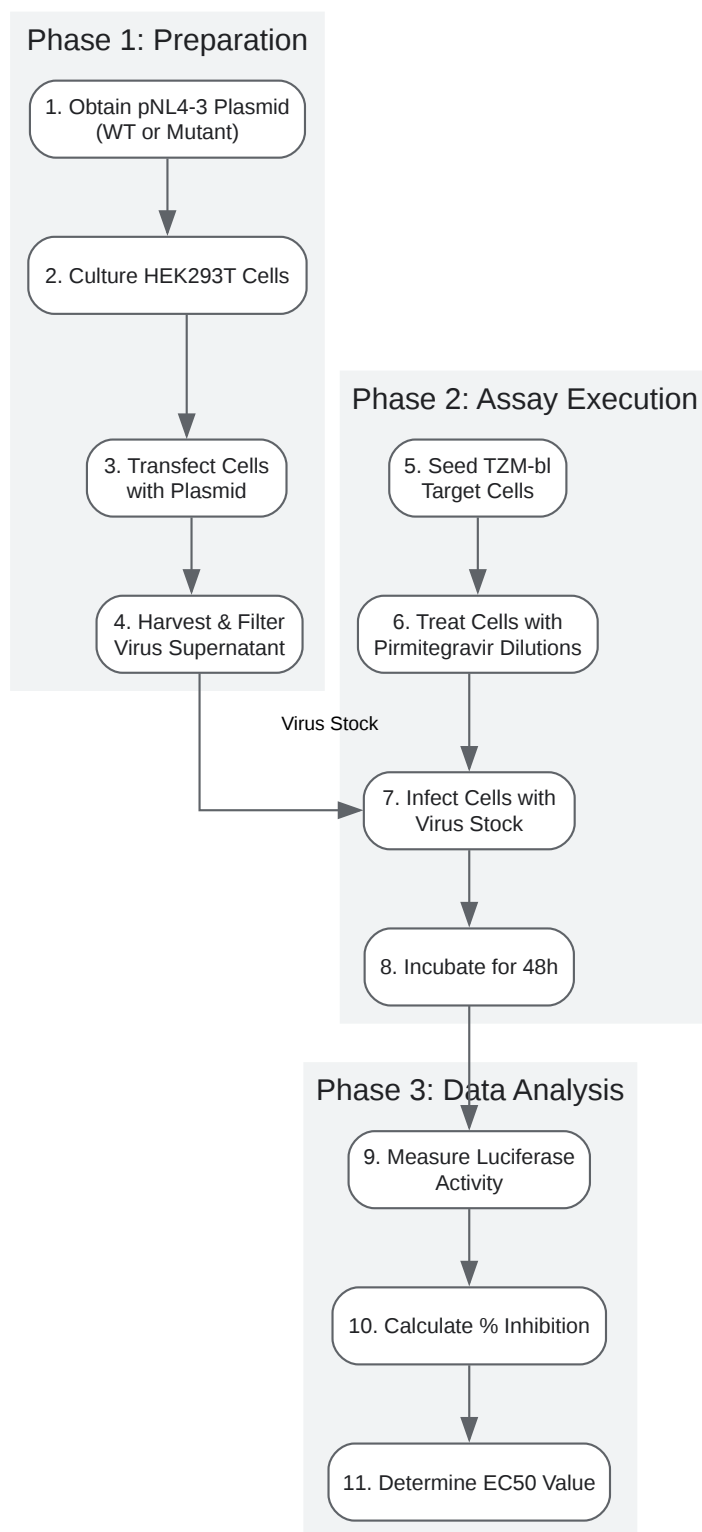 Phase 1: Preparation
1. Obtain pNL4-3 Plasmid
(WT or Mutant)
2. Culture HEK293T Cells
3. Transfect Cells
with Plasmid
4. Harvest & Filter
Virus Supernatant
Virus Stock
Phase 2: Assay Execution
5. Seed TZM-bl
Target Cells
6. Treat Cells with
Pirmitegravir Dilutions
7. Infect Cells with
Virus Stock
8. Incubate for 48h
Phase 3: Data Analysis
9. Measure Luciferase
Activity
10. Calculate % Inhibition
11. Determine EC50 Value